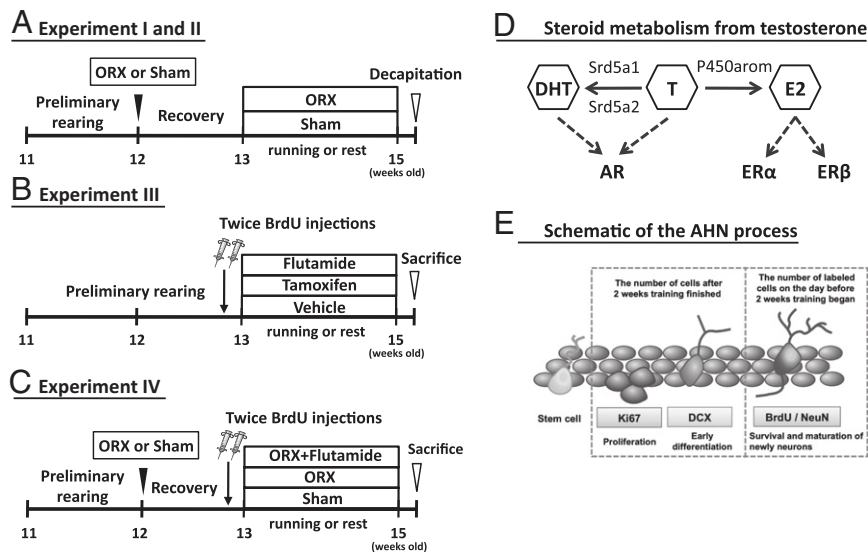 A Experiment I and II
ORX or Sham
Decapitation
Preliminary
rearing
Recovery
ORX
Sham
running or rest
11 12 13 15
(weeks old)
B Experiment III
Twice BrdU injections
Sacrifice
Preliminary rearing
Flutamide
Tamoxifen
Vehicle
running or rest
11 12 13 15
(weeks old)
C Experiment IV
Twice BrdU injections
ORX or Sham
Sacrifice
Preliminary
rearing
Recovery
ORX+Flutamide
ORX
Sham
running or rest
11 12 13 15
(weeks old)
D Steroid metabolism from testosterone
Srd5a1 P450arom
DHT T E2
Srd5a2
AR ERα ERβ
E Schematic of the AHN process
The number of cells after
2 weeks training finished
The number of labeled
cells on the day before
2 weeks training began
Stem cell
Ki67 DCX BrdU / NeuN
Proliferation
Early
differentiation
Survival and maturation of
newly neurons